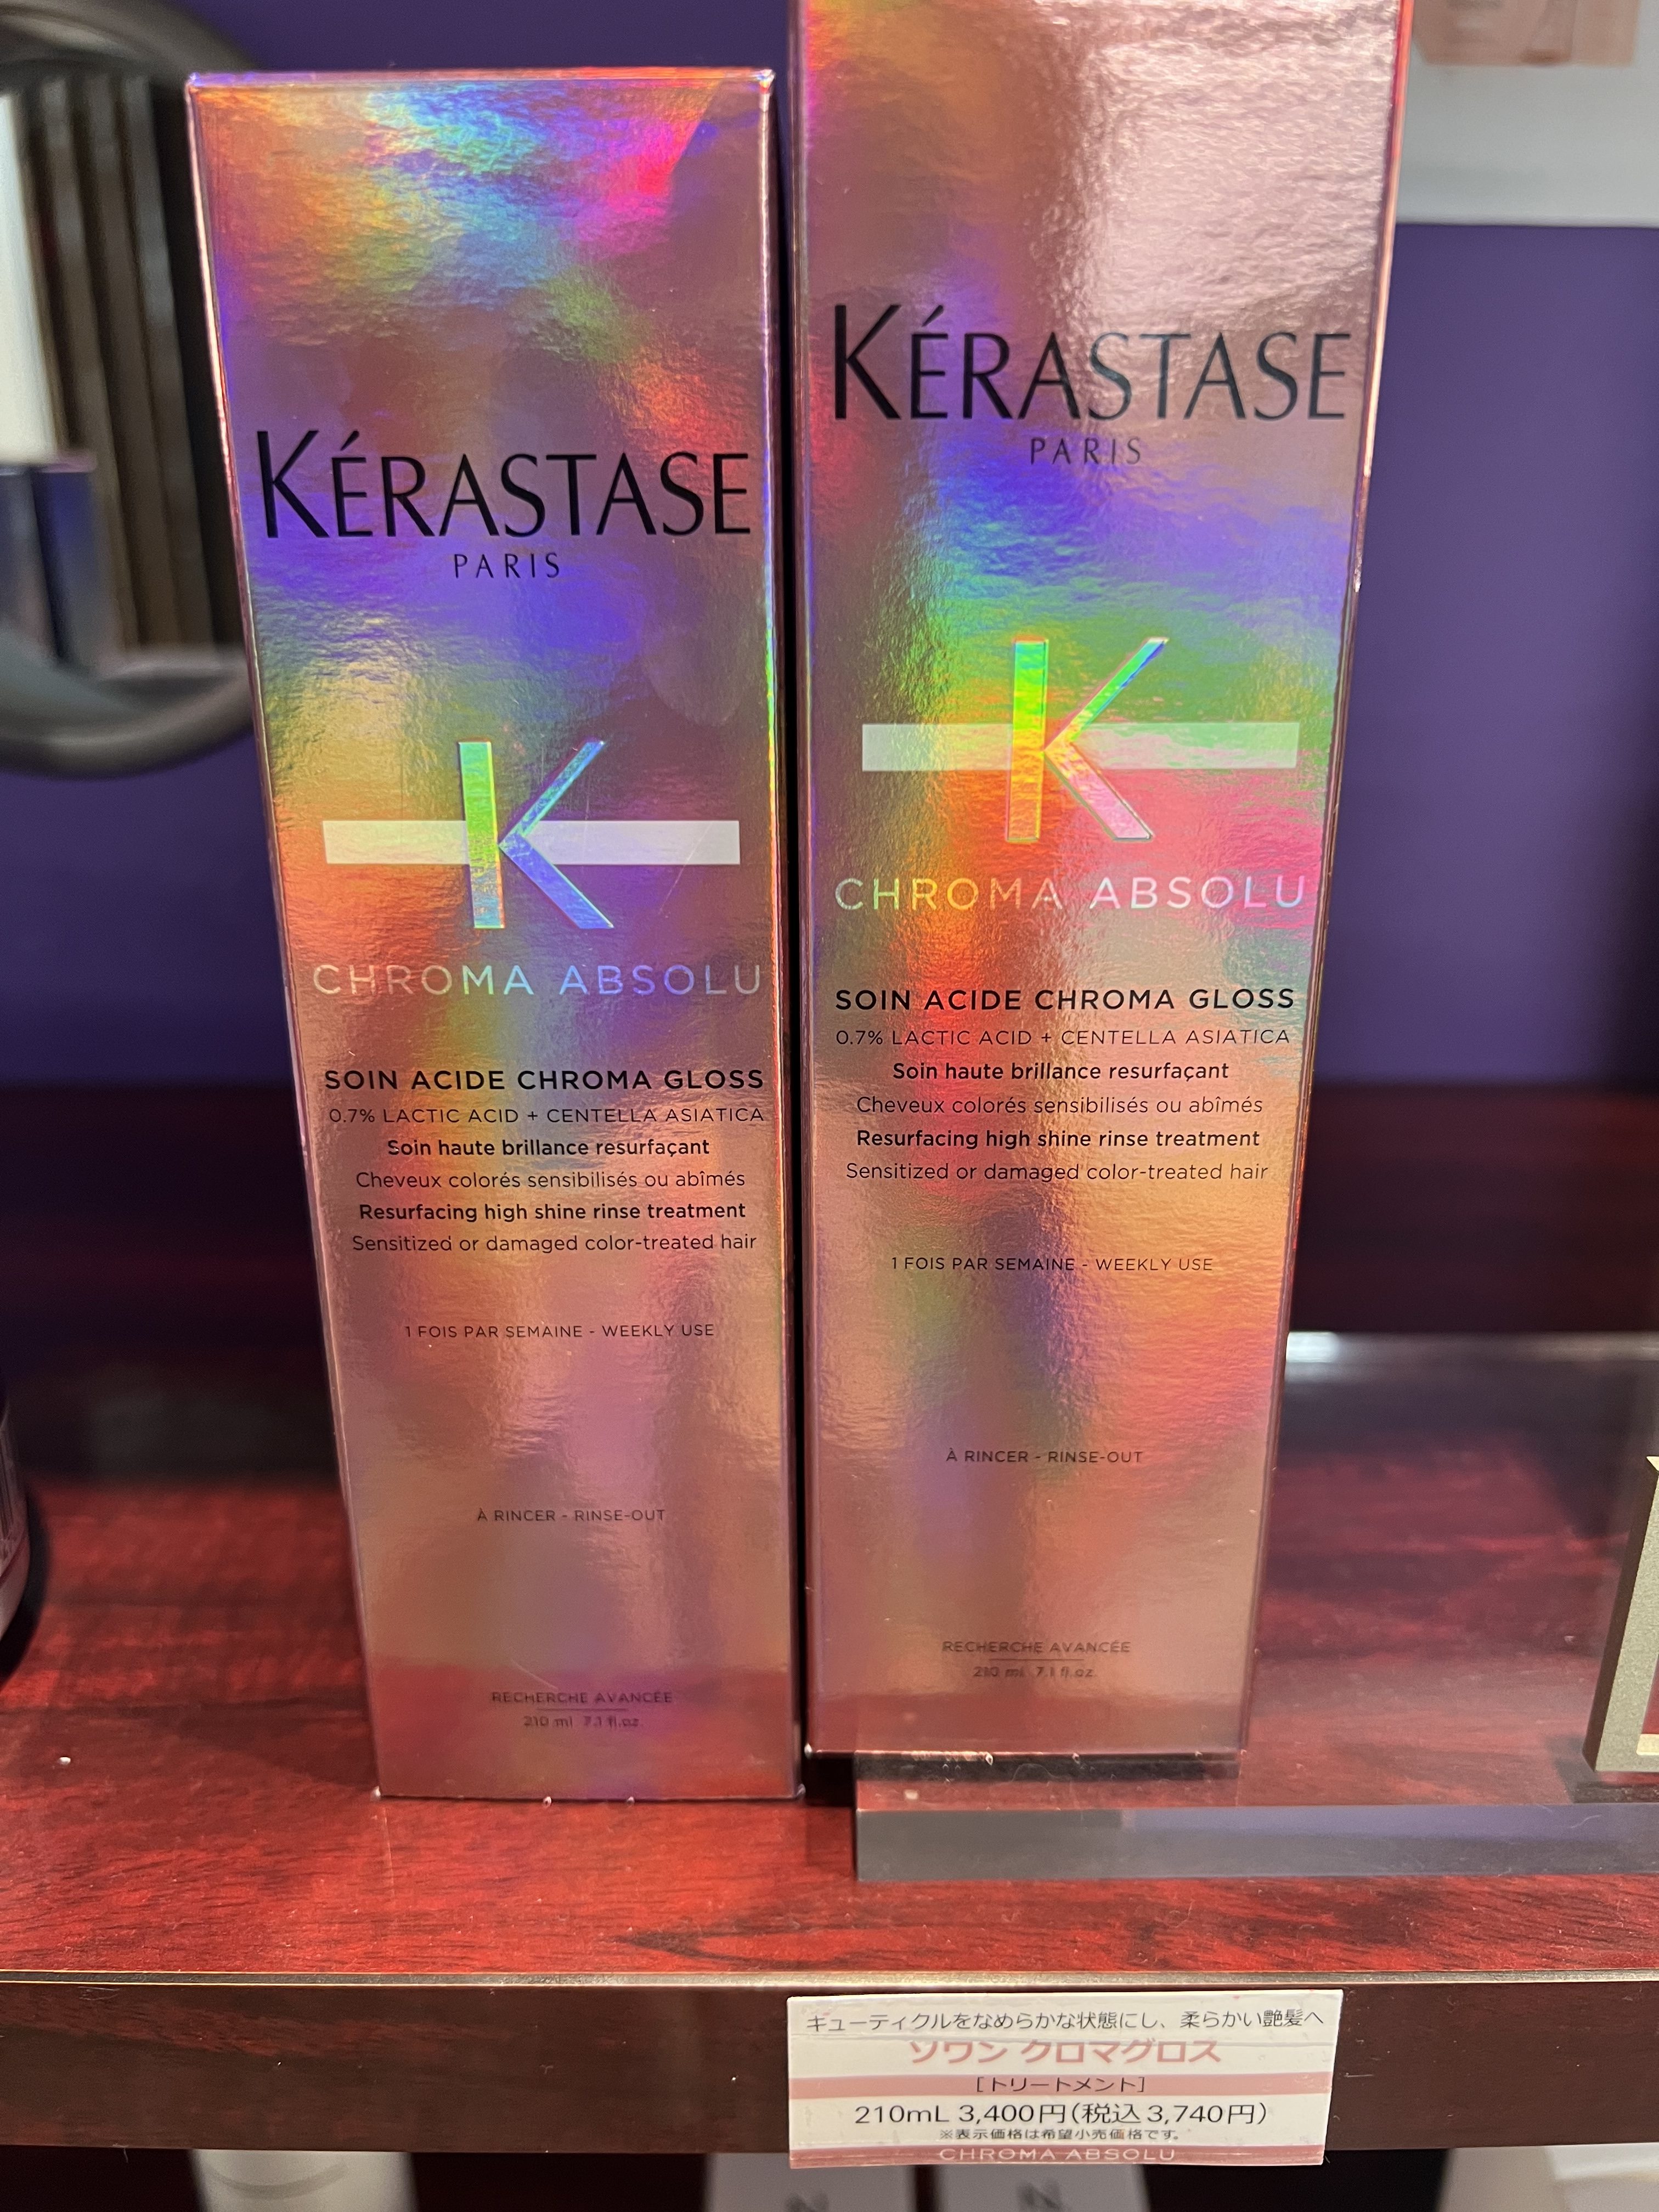 KÉRASTASE
PARIS
K
CHROMA ABSOLU
SOIN ACIDE CHROMA GLOSS
0.7% LACTIC ACID + CENTELLA ASIATICA
Soin haute brillance resurfaçant
Cheveux colorés sensibilisés ou abîmés
Resurfacing high shine rinse treatment
Sensitized or damaged color-treated hair
1 FOIS PAR SEMAINE - WEEKLY USE
À RINCER - RINSE-OUT
RECHERCHE AVANCÉE
210 ml 7.1 fl.oz.
KÉRASTASE
PARIS
K
CHROMA ABSOLU
SOIN ACIDE CHROMA GLOSS
0.7% LACTIC ACID + CENTELLA ASIATICA
Soin haute brillance resurfaçant
Cheveux colorés sensibilisés ou abîmés
Resurfacing high shine rinse treatment
Sensitized or damaged color-treated hair
1 FOIS PAR SEMAINE - WEEKLY USE
À RINCER - RINSE-OUT
RECHERCHE AVANCÉE
210 ml 7.1 fl.oz.
キューティクルをなめらかな状態にし、柔らかい艶髪へ
ソワン クロマグロス
[トリートメント]
210mL 3,400円(税込3,740円)
※表示価格は希望小売価格です。
CHROMA ABSOLU